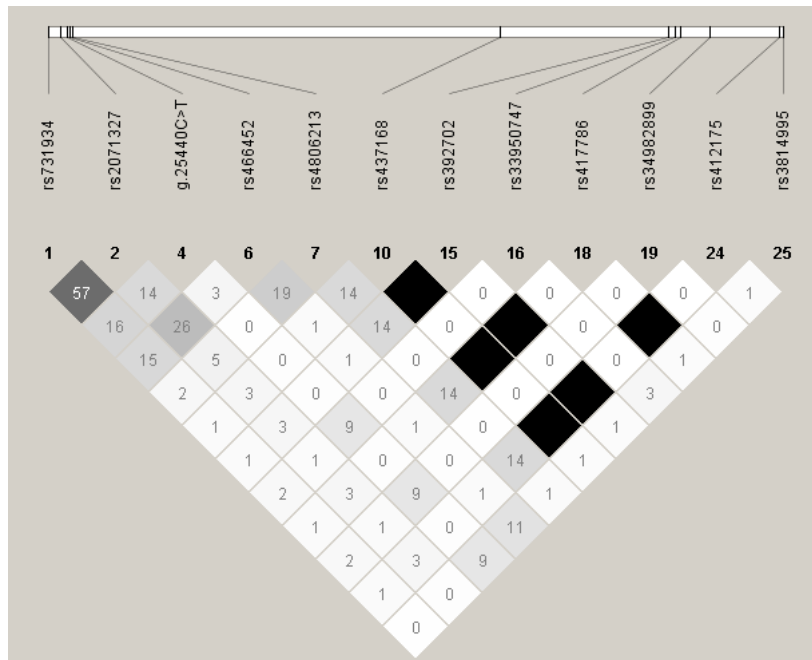 rs731934
rs2071327
g.25440C>T
rs466452
rs4806213
rs437168
rs392702
rs33950747
rs417786
rs34982899
rs412175
rs3814995
1 2 4 6 7 10 15 16 18 19 24 25
57 14 3 19 14 0 0 0 0 1
16 26 0 1 14 0 0 0
15 5 0 1 0 0 0 1
2 3 0 0 14 0 3
1 3 9 1 0 1
1 1 0 0 14 1
2 3 9 1 1
1 1 0 11
2 3 9
1 0
0